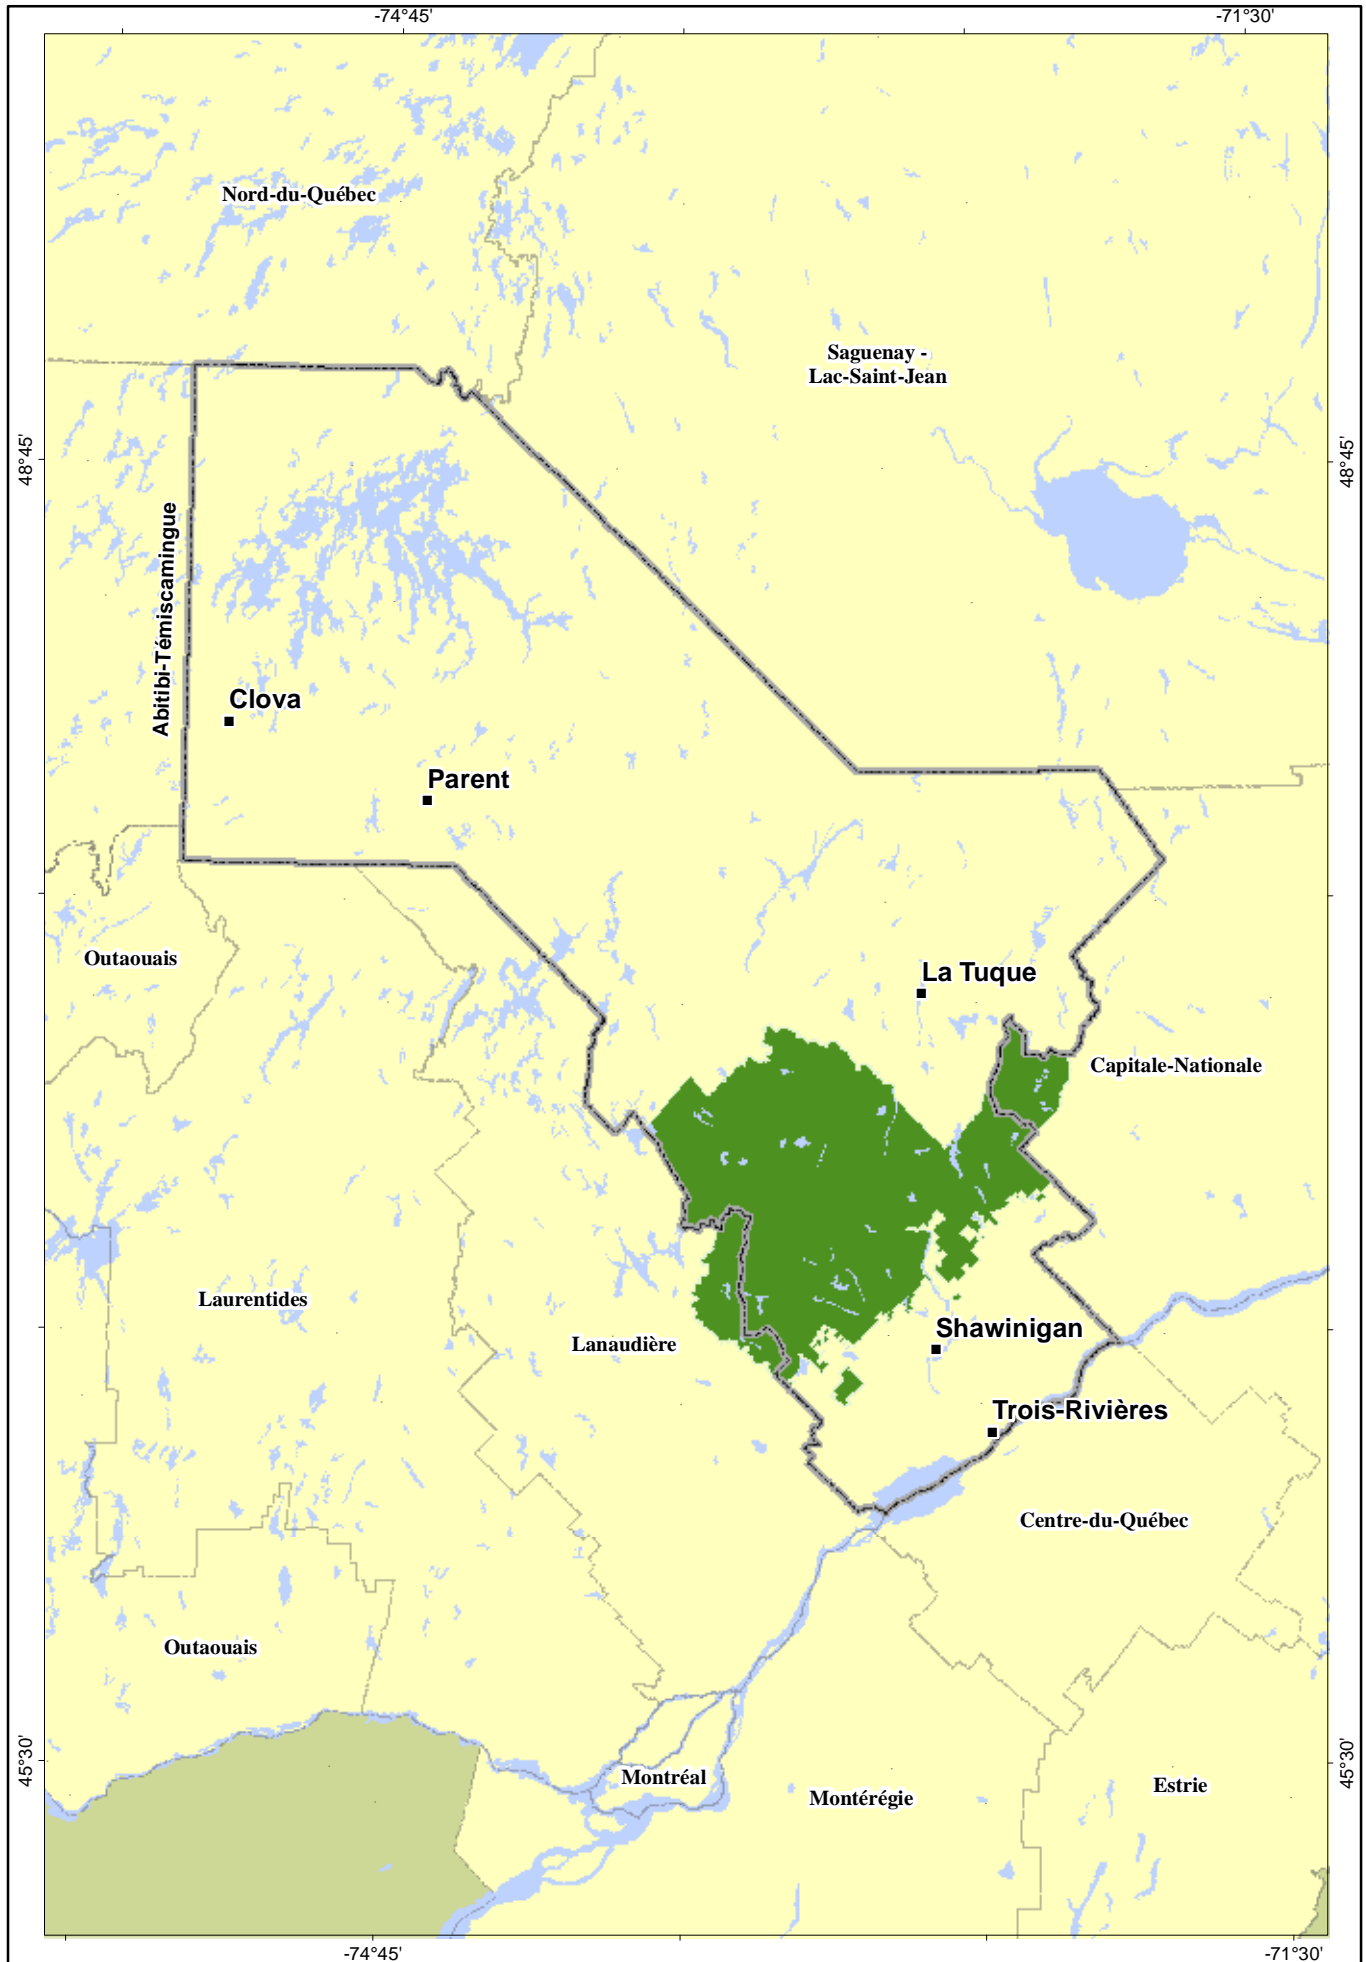 -74°45'
-71°30'
Nord-du-Québec
Saguenay -
Lac-Saint-Jean
48°45'
48°45'
Abitibi-Témiscamingue
Clova
Parent
Outaouais
La Tuque
Capitale-Nationale
Laurentides
Lanaudière
Shawinigan
Trois-Rivières
Centre-du-Québec
Outaouais
45°30'
45°30'
Montréal
Montérégie
Estrie
-74°45'
-71°30'